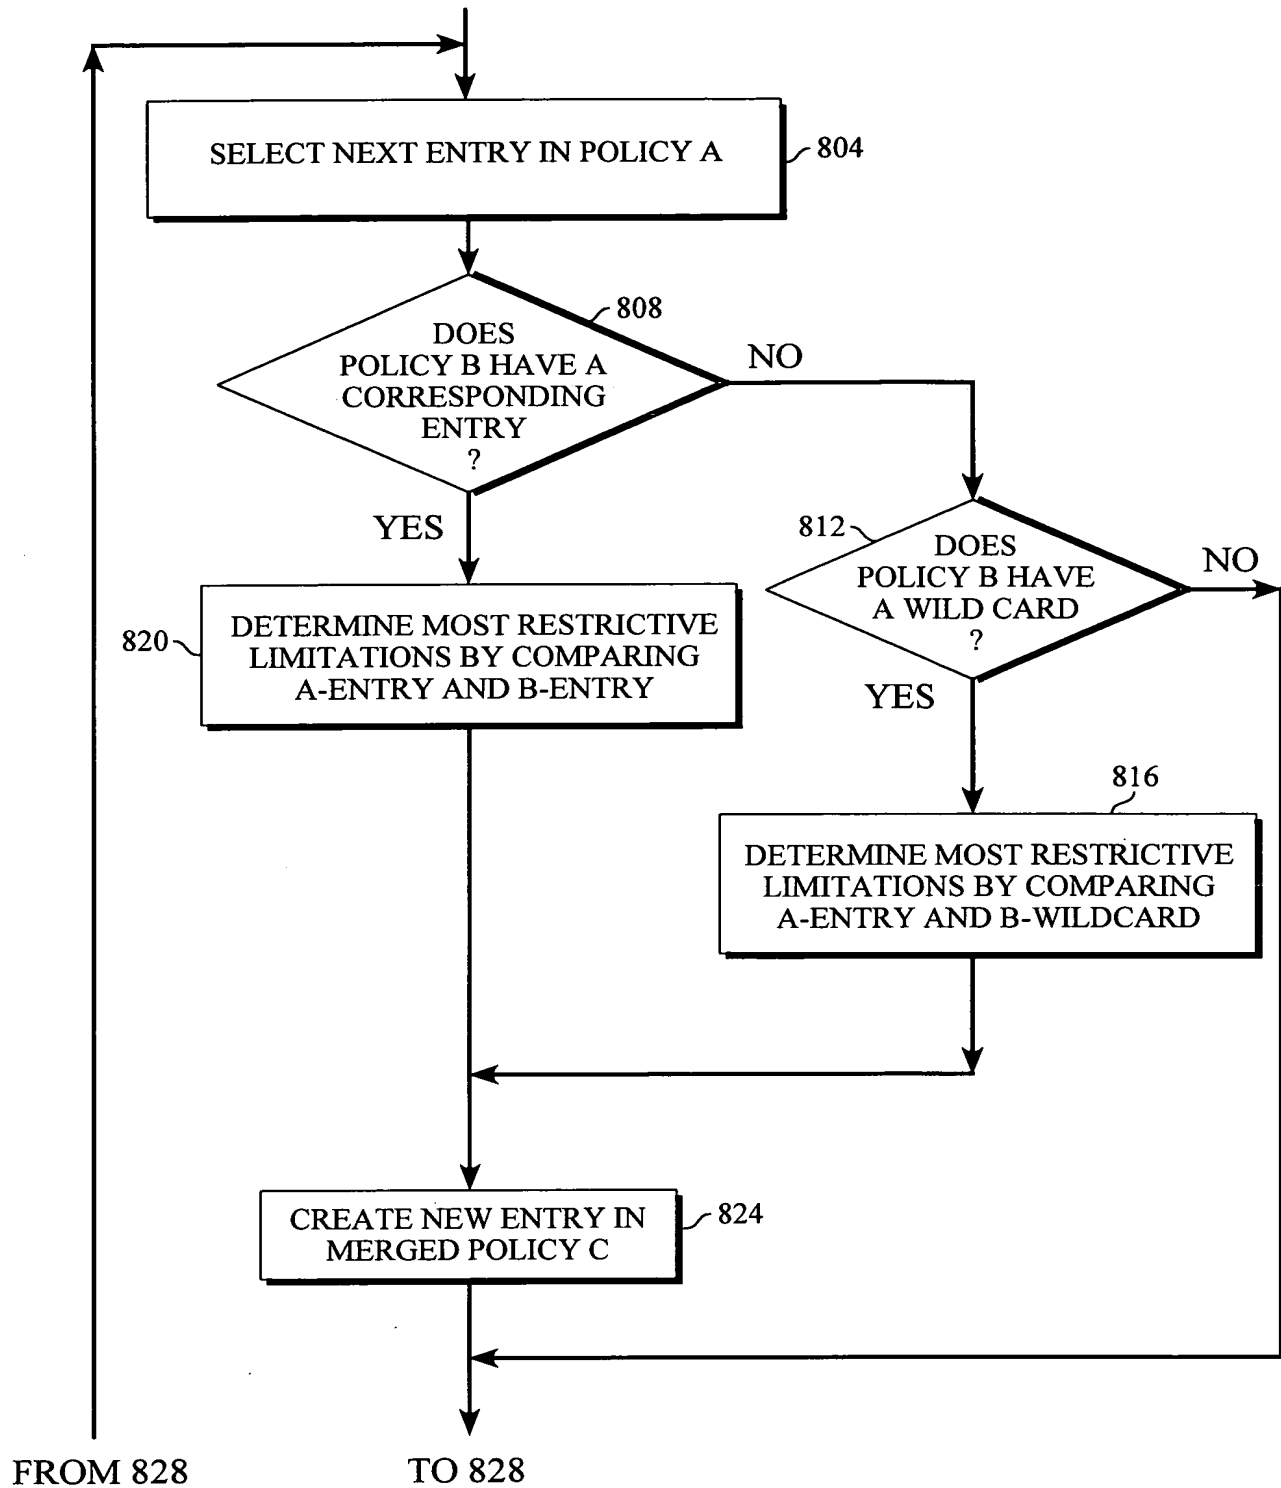 SELECT NEXT ENTRY IN POLICY A
804
808
DOES
POLICY B HAVE A
CORRESPONDING
ENTRY
?
NO
YES
812
DOES
POLICY B HAVE
A WILD CARD
?
NO
YES
820
DETERMINE MOST RESTRICTIVE
LIMITATIONS BY COMPARING
A-ENTRY AND B-ENTRY
816
DETERMINE MOST RESTRICTIVE
LIMITATIONS BY COMPARING
A-ENTRY AND B-WILDCARD
CREATE NEW ENTRY IN
MERGED POLICY C
824
FROM 828
TO 828